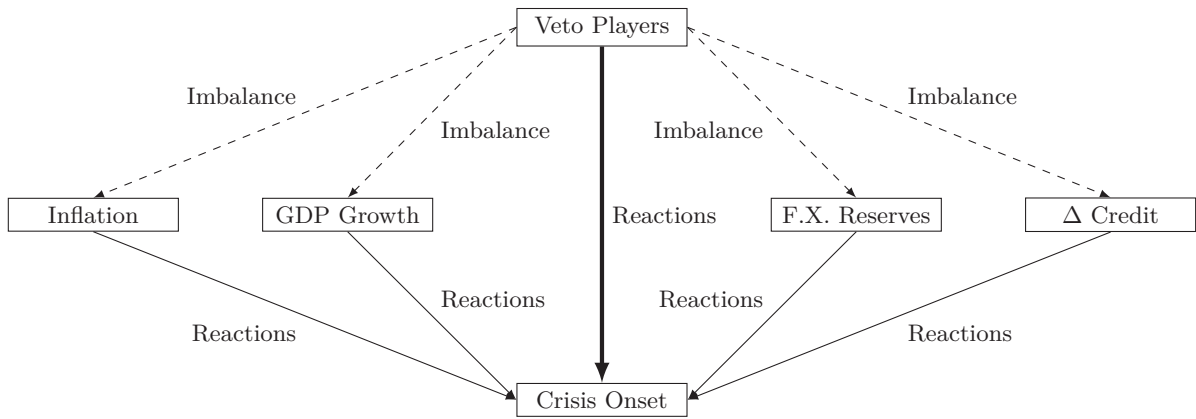 Veto Players
Imbalance
Imbalance
Imbalance
Imbalance
Inflation
GDP Growth
Reactions
F.X. Reserves
Δ Credit
Reactions
Reactions
Reactions
Reactions
Crisis Onset